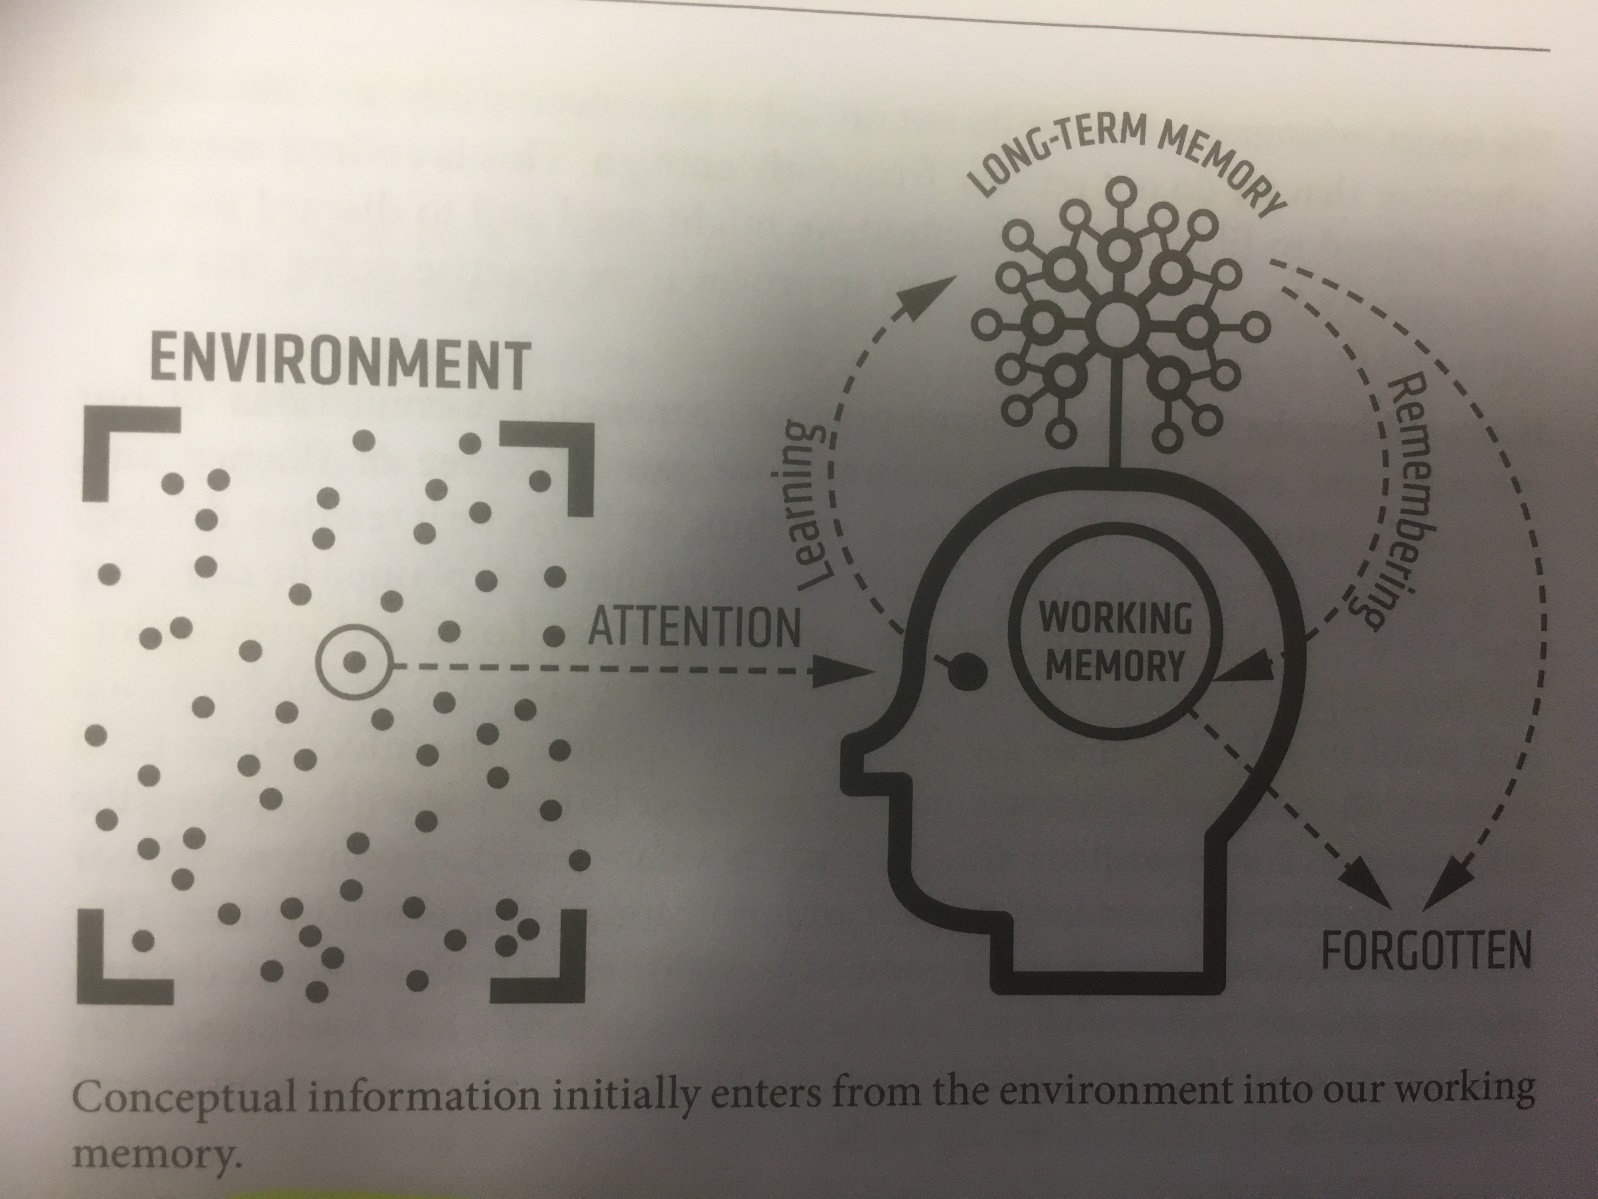 LONG-TERM MEMORY
ENVIRONMENT
Learning
Remembering
ATTENTION
WORKING
MEMORY
FORGOTTEN
Conceptual information initially enters from the environment into our working
memory.